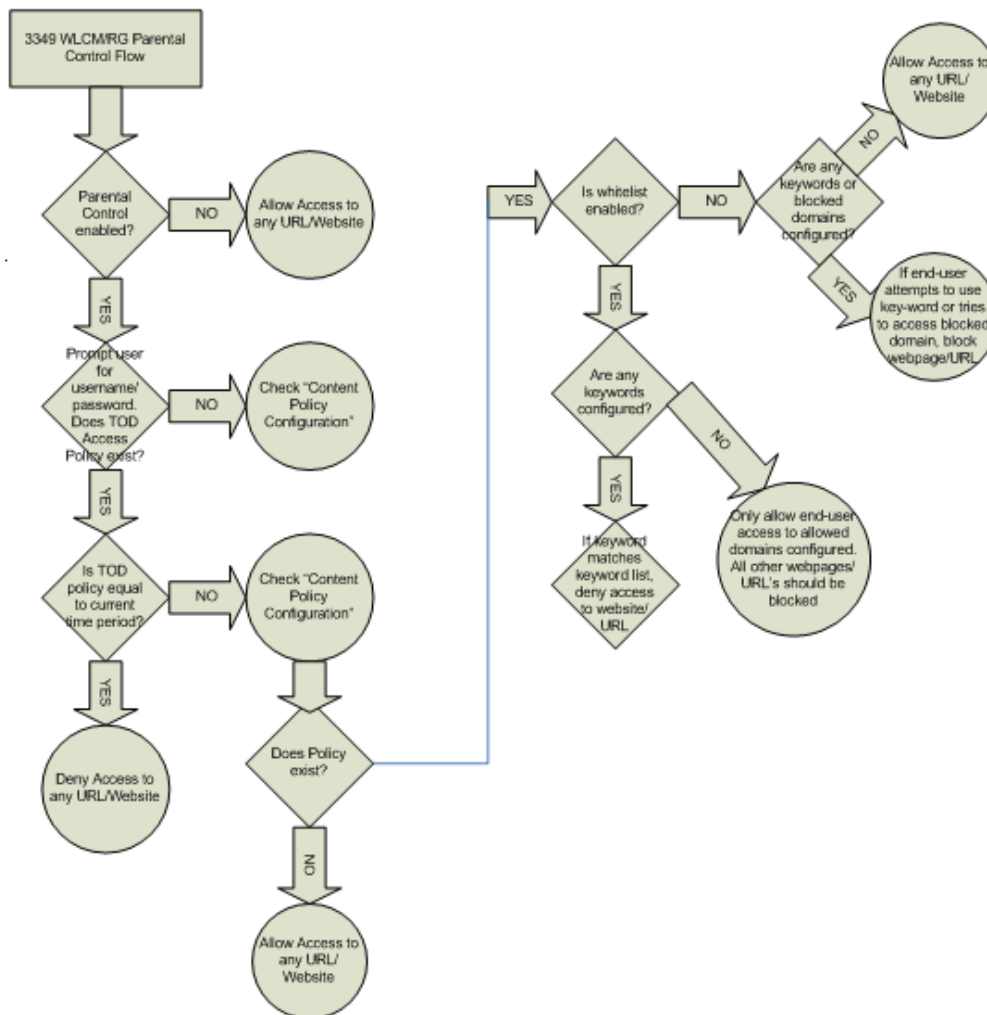 3349 WLCM/RG Parental
Control Flow
Parental
Control
enabled?
NO
Allow Access to
any URL/Website
YES
Prompt user
for
username/
password.
Does TOD
Access
Policy exist?
NO
Check “Content
Policy
Configuration”
YES
Is TOD
policy equal
to current
time period?
NO
Check “Content
Policy
Configuration”
YES
Deny Access to
any URL/Website
Does Policy
exist?
NO
Allow Access to
any URL/
Website
YES
Is whitelist
enabled?
NO
Are any
keywords or
blocked
domains
configured?
NO
Allow Access to
any URL/
Website
YES
If end-user
attempts to use
key-word or tries
to access blocked
domain, block
webpage/URL
YES
Are any
keywords
configured?
NO
Only allow end-user
access to allowed
domains configured.
All other webpages/
URL's should be
blocked
YES
If keyword
matches
keyword list,
deny access
to website/
URL